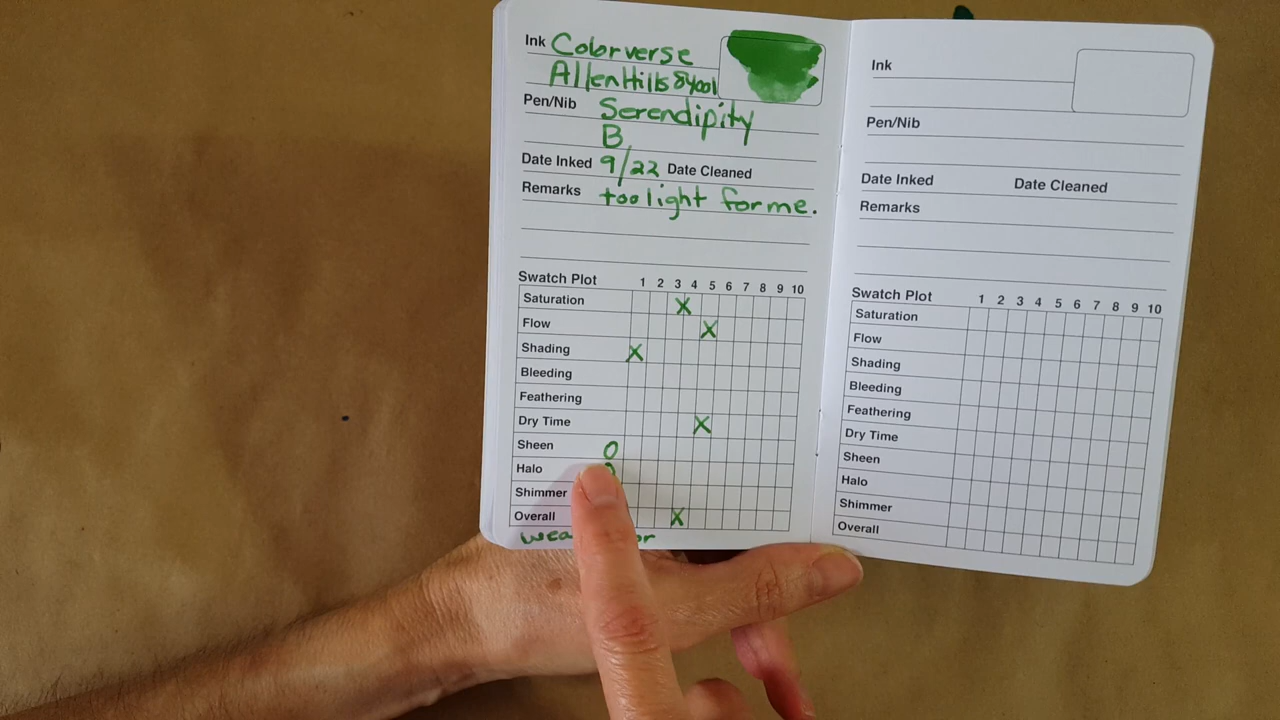 Ink Colorverse
Allen Hills 84001
Pen/Nib Serendipity
B
Date Inked 9/22 Date Cleaned
Remarks too light for me.
Swatch Plot 1 2 3 4 5 6 7 8 9 10
Saturation X
Flow X
Shading X
Bleeding
Feathering
Dry Time X
Sheen 0
Halo
Shimmer
Overall X
Ink
Pen/Nib
Date Inked Date Cleaned
Remarks
Swatch Plot 1 2 3 4 5 6 7 8 9 10
Saturation
Flow
Shading
Bleeding
Feathering
Dry Time
Sheen
Halo
Shimmer
Overall